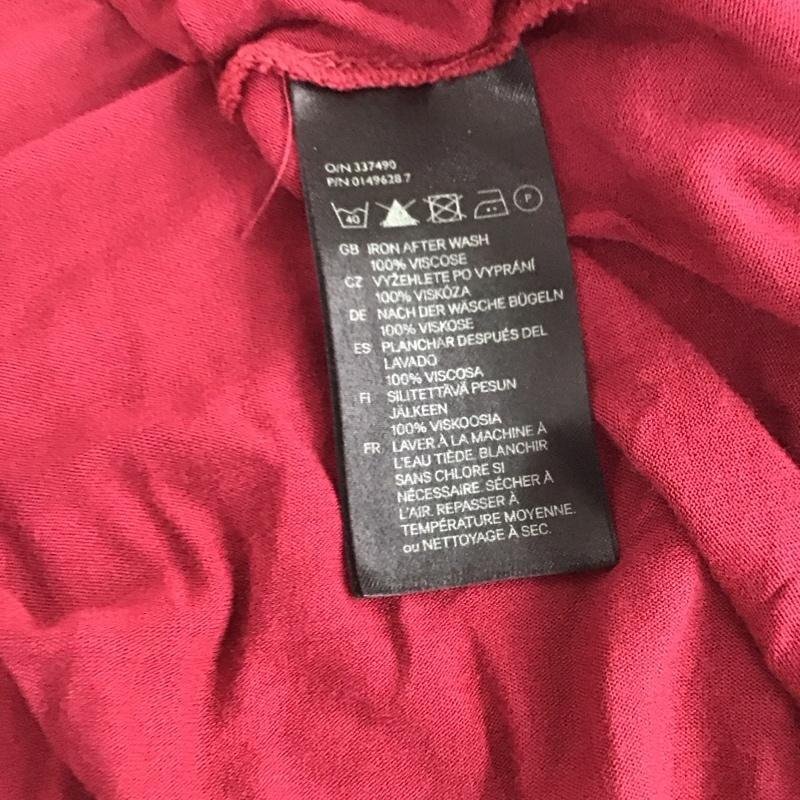 O/N 337490
P/N 0149628.7
40 P
GB IRON AFTER WASH
100% VISCOSE
CZ VYŽEHLETE PO VYPRÁNÍ
100% VISKÓZA
DE NACH DER WÄSCHE BÜGELN
100% VISKOSE
ES PLANCHAR DESPUÉS DEL
LAVADO
100% VISCOSA
FI SILITETTÄVÄ PESUN
JÄLKEEN
100% VISKOOSIA
FR LAVER À LA MACHINE À
L'EAU TIÈDE. BLANCHIR
SANS CHLORE SI
NÉCESSAIRE. SÉCHER À
L'AIR. REPASSER À
TEMPÉRATURE MOYENNE.
ou NETTOYAGE À SEC.